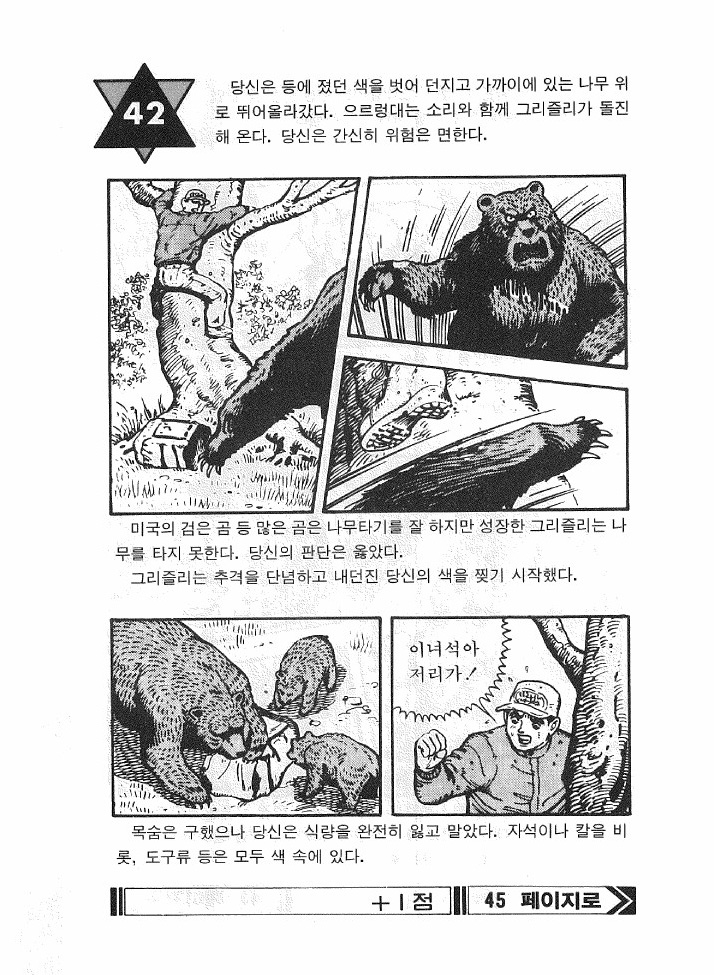 42
당신은 등에 졌던 색을 벗어 던지고 가까이에 있는 나무 위
로 뛰어올라갔다. 으르렁대는 소리와 함께 그리즐리가 돌진
해 온다. 당신은 간신히 위험은 면한다.
미국의 검은 곰 등 많은 곰은 나무타기를 잘 하지만 성장한 그리즐리는 나
무를 타지 못한다. 당신의 판단은 옳았다.
그리즐리는 추격을 단념하고 내던진 당신의 색을 찢기 시작했다.
이녀석아
저리가!
목숨은 구했으나 당신은 식량을 완전히 잃고 말았다. 자석이나 칼을 비
롯, 도구류 등은 모두 색 속에 있다.
+1점
45 페이지로